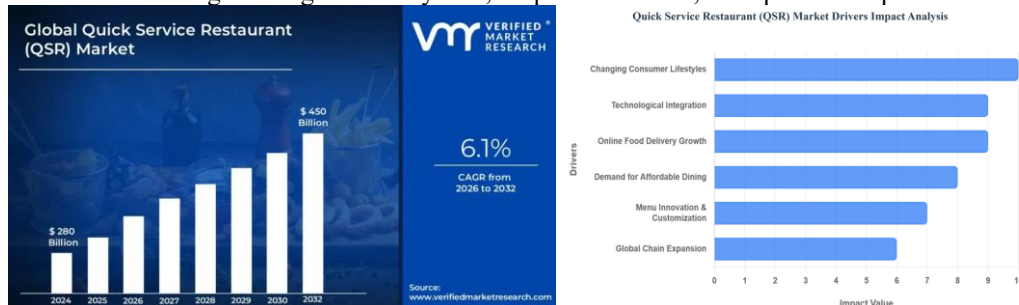 Quick Service Restaurant (QSR) Market Drivers Impact Analysis
Global Quick Service Restaurant
(QSR) Market
VERIFIED®
MARKET
RESEARCH
$ 280
Billion
$ 450
Billion
2024 2025 2026 2027 2028 2029 2030 2032
6.1%
CAGR from
2026 to 2032
Source:
www.verifiedmarketresearch.com
Drivers
Changing Consumer Lifestyles
Technological Integration
Online Food Delivery Growth
Demand for Affordable Dining
Menu Innovation &
Customization
Global Chain Expansion
0 1 2 3 4 5 6 7 8 9
Impact Value